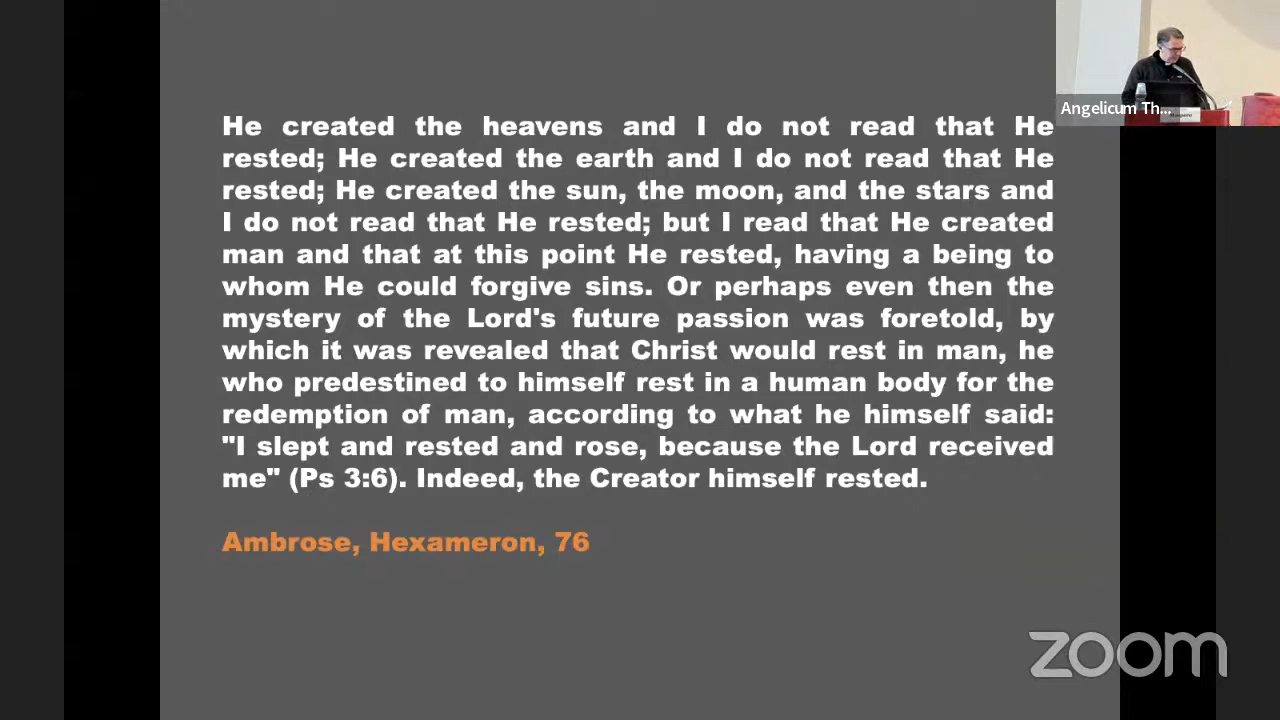 He created the heavens and I do not read that He
rested; He created the earth and I do not read that He
rested; He created the sun, the moon, and the stars and
I do not read that He rested; but I read that He created
man and that at this point He rested, having a being to
whom He could forgive sins. Or perhaps even then the
mystery of the Lord's future passion was foretold, by
which it was revealed that Christ would rest in man, he
who predestined to himself rest in a human body for the
redemption of man, according to what he himself said:
"I slept and rested and rose, because the Lord received
me" (Ps 3:6). Indeed, the Creator himself rested.
Ambrose, Hexameron, 76
Angelicum Th...
Maspero
zoom